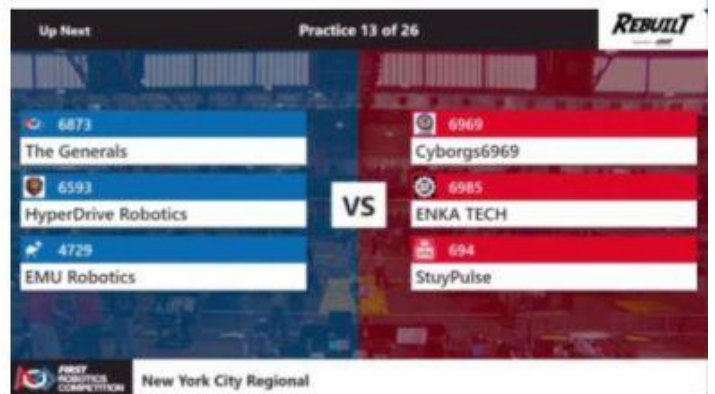 Up Next
Practice 13 of 26
REBUILT
6873
The Generals
6593
HyperDrive Robotics
4729
EMU Robotics
VS
6969
Cyborgs6969
6985
ENKA TECH
694
StuyPulse
FIRST
ROBOTICS
COMPETITION
New York City Regional